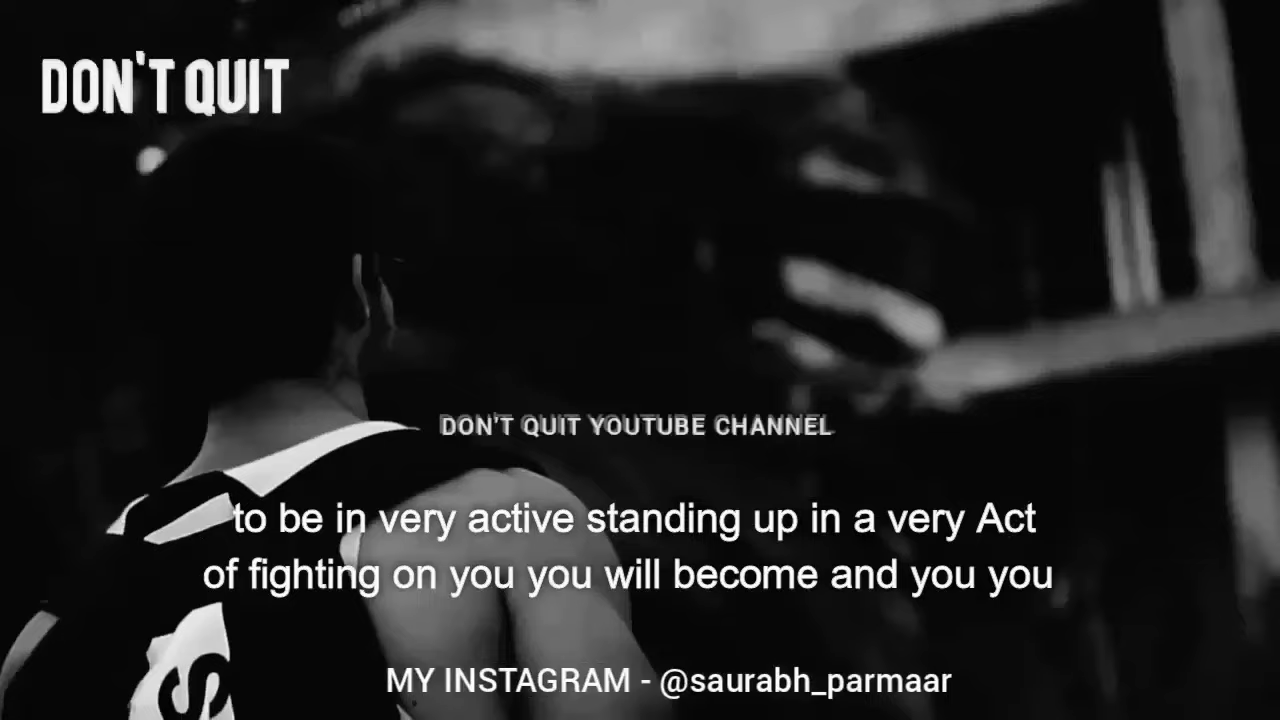 DON'T QUIT
DON'T QUIT YOUTUBE CHANNEL
to be in very active standing up in a very Act
of fighting on you you will become and you you
S
MY INSTAGRAM - @saurabh_parmaar